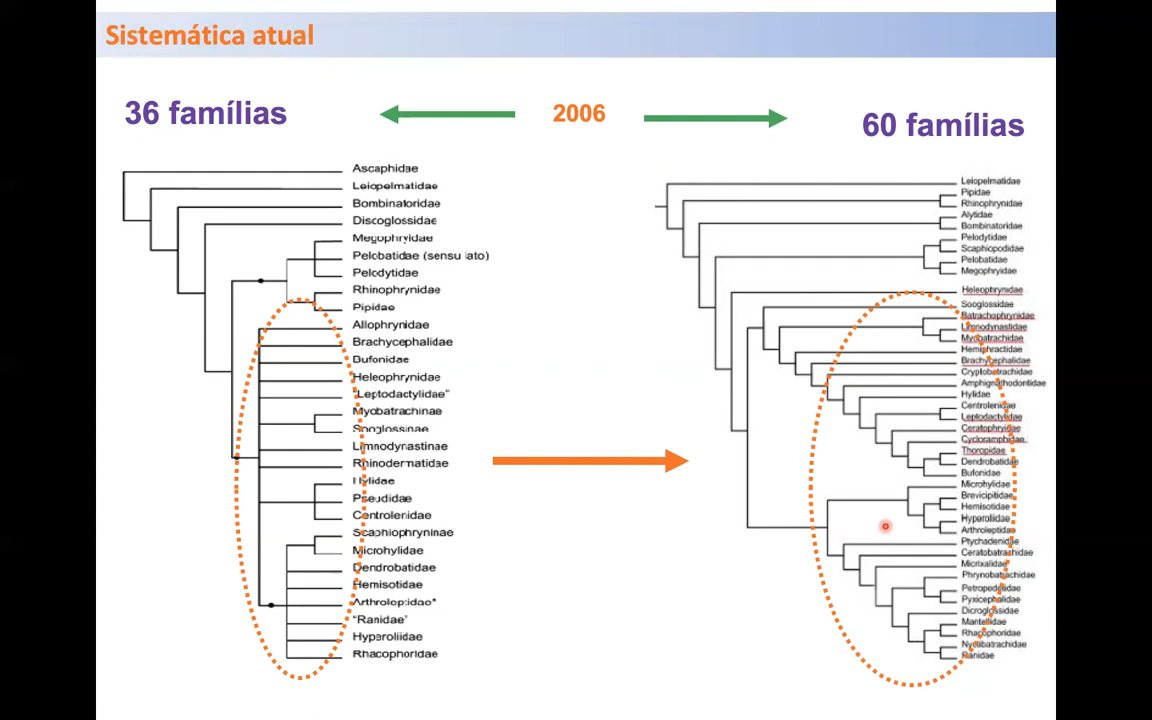 Sistemática atual
36 famílias
2006
60 famílias
Ascaphidae
Leiopelmatidae
Bombinatoridae
Discoglossidae
Megophryidae
Pelobatidae (sensu lato)
Pelodytidae
Rhinophrynidae
Pipidae
Allophrynidae
Brachycephalidae
Bufonidae
Heleophrynidae
"Leptodactylidae"
Myobatrachinae
Sooglossinae
Limnodynastinae
Rhinodermatidae
Hylidae
Pseudidae
Centrolenidae
Scaphiophryninae
Microhylidae
Dendrobatidae
Hemisotidae
Arthroleptidae*
"Ranidae"
Hyperoliidae
Rhacophoridae
Leiopelmatidae
Pipidae
Rhinophrynidae
Alytidae
Bombinatoridae
Pelodytidae
Scaphiopodidae
Pelobatidae
Megophryidae
Heleophrynidae
Sooglossidae
Batrachophrynidae
Limnodynastidae
Myobatrachidae
Hemiphractidae
Brachycephalidae
Cryptobatrachidae
Amphignathodontidae
Hylidae
Centrolenidae
Leptodactylidae
Ceratophryidae
Cycloramphidae
Thoropidae
Dendrobatidae
Bufonidae
Microhylidae
Brevicipitidae
Hemisotidae
Hyperoliidae
Arthroleptidae
Ptychadenidae
Ceratobatrachidae
Micrixalidae
Phrynobatrachidae
Petropedetidae
Pyxicephalidae
Dicroglossidae
Mantellidae
Rhacophoridae
Nyctibatrachidae
Ranidae